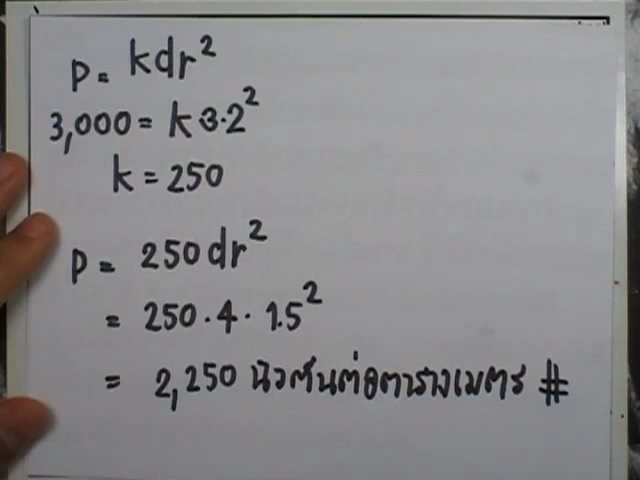 P = kdr²
3,000 = k3·2²
k = 250
P = 250dr²
= 250·4·1.5²
= 2,250 นิวตันต่อตารางเมตร #